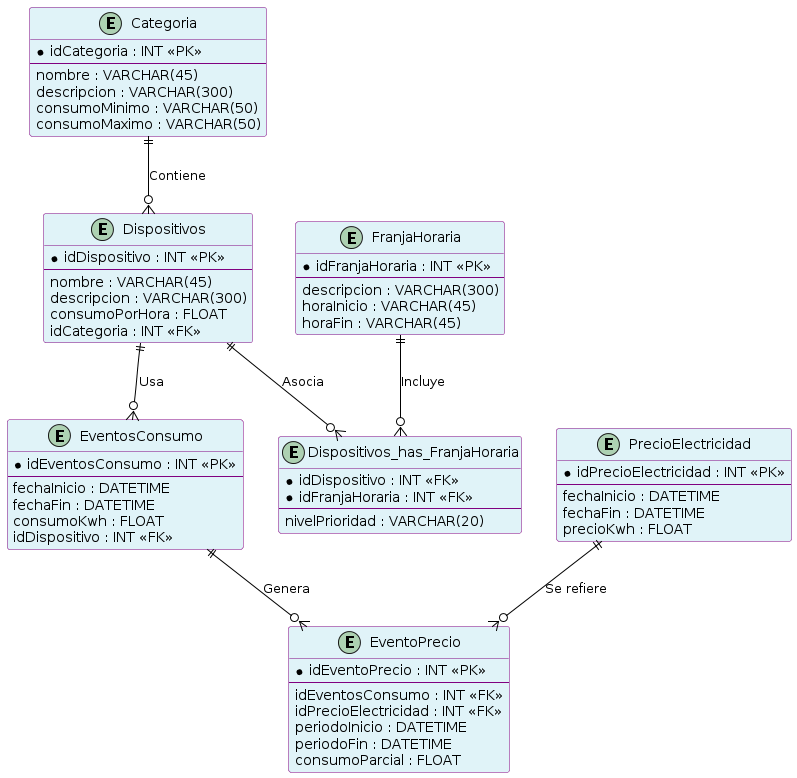 E Categoria
idCategoria : INT «PK»
nombre : VARCHAR(45)
descripcion : VARCHAR(300)
consumoMinimo : VARCHAR(50)
consumoMaximo : VARCHAR(50)
Contiene
E Dispositivos
idDispositivo : INT «PK»
nombre : VARCHAR(45)
descripcion : VARCHAR(300)
consumoPorHora : FLOAT
idCategoria : INT «FK»
E FranjaHoraria
idFranjaHoraria : INT «PK»
descripcion : VARCHAR(300)
horaInicio : VARCHAR(45)
horaFin : VARCHAR(45)
Usa
Asocia
Incluye
E EventosConsumo
idEventosConsumo : INT «PK»
fechaInicio : DATETIME
fechaFin : DATETIME
consumoKwh : FLOAT
idDispositivo : INT «FK»
E Dispositivos_has_FranjaHoraria
idDispositivo : INT «FK»
idFranjaHoraria : INT «FK»
nivelPrioridad : VARCHAR(20)
E PrecioElectricidad
idPrecioElectricidad : INT «PK»
fechaInicio : DATETIME
fechaFin : DATETIME
precioKwh : FLOAT
Genera
Se refiere
E EventoPrecio
idEventoPrecio : INT «PK»
idEventosConsumo : INT «FK»
idPrecioElectricidad : INT «FK»
periodoInicio : DATETIME
periodoFin : DATETIME
consumoParcial : FLOAT